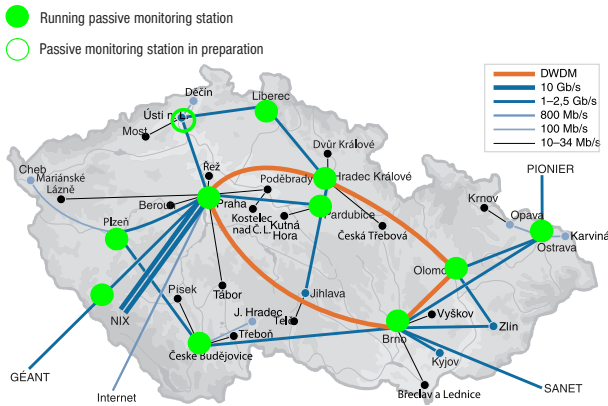 Running passive monitoring station
Passive monitoring station in preparation
DWDM
10 Gb/s
1–2,5 Gb/s
800 Mb/s
100 Mb/s
10–34 Mb/s
Děčín
Ústí n
Liberec
Most
Dvůr Králové
PIONIER
Cheb
Mariánské
Lázně
Řež
Poděbrady
Hradec Králové
Beroun
Praha
Krnov
Opava
Karviná
Plzeň
Kostelec
nad Č. L.
Kutná
Hora
Pardubice
Česká Třebová
Ostrava
Olomo
Písek
Tábor
Jihlava
NIX
J. Hradec
Telč
Vyškov
Třeboň
Zlín
České Budějovice
Brno
Kyjov
GÉANT
Internet
Břeclav a Lednice
SANET